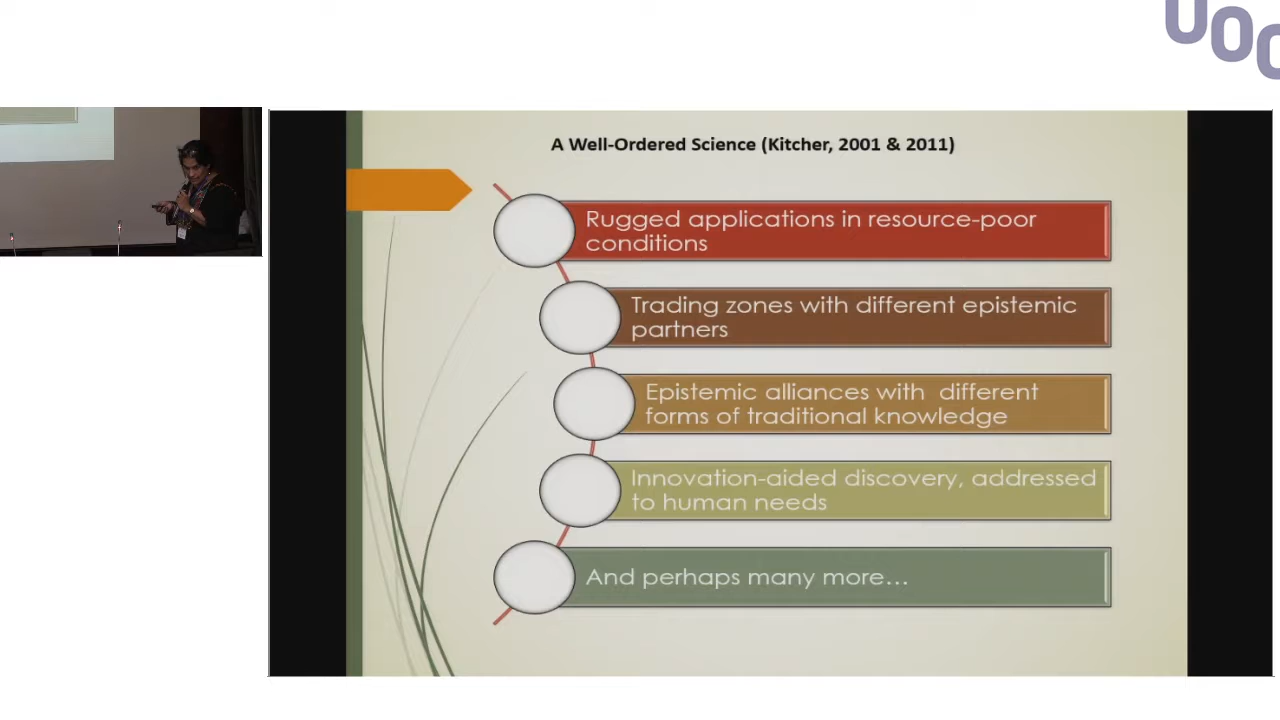 UOC
A Well-Ordered Science (Kitcher, 2001 & 2011)
Rugged applications in resource-poor
conditions
Trading zones with different epistemic
partners
Epistemic alliances with different
forms of traditional knowledge
Innovation-aided discovery, addressed
to human needs
And perhaps many more...